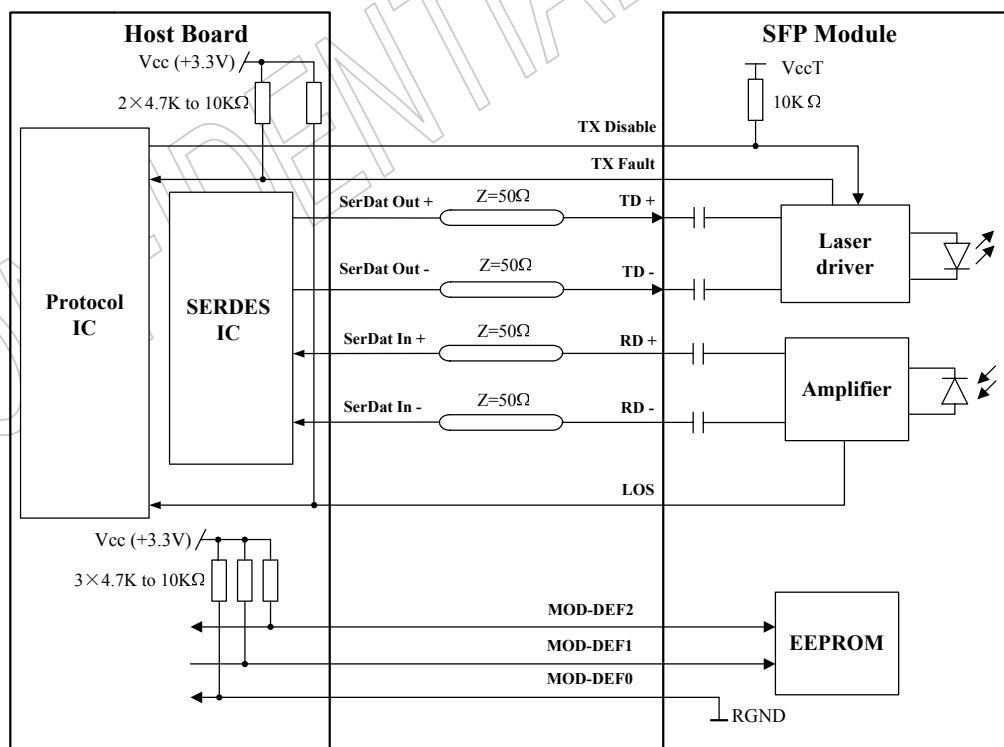 Host Board
SFP Module
Vcc (+3.3V)
VccT
2×4.7K to 10KΩ
10K Ω
TX Disable
TX Fault
SerDat Out +
Z=50Ω
TD +
Laser
driver
SerDat Out -
Z=50Ω
TD -
Protocol
IC
SERDES
IC
SerDat In +
Z=50Ω
RD +
Amplifier
SerDat In -
Z=50Ω
RD -
LOS
Vcc (+3.3V)
3×4.7K to 10KΩ
MOD-DEF2
MOD-DEF1
EEPROM
MOD-DEF0
RGND